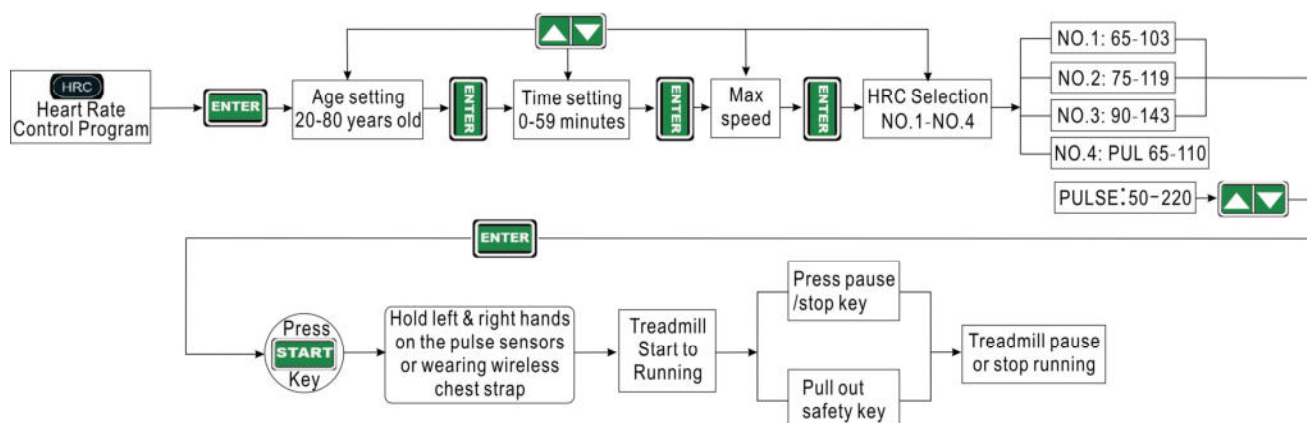 HRC
Heart Rate
Control Program
ENTER
Age setting
20-80 years old
ENTER
Time setting
0-59 minutes
ENTER
Max
speed
ENTER
HRC Selection
NO.1-NO.4
NO.1: 65-103
NO.2: 75-119
NO.3: 90-143
NO.4: PUL 65-110
PULSE:50-220
ENTER
Press
START
Key
Hold left & right hands
on the pulse sensors
or wearing wireless
chest strap
Treadmill
Start to
Running
Press pause
/stop key
Pull out
safety key
Treadmill pause
or stop running